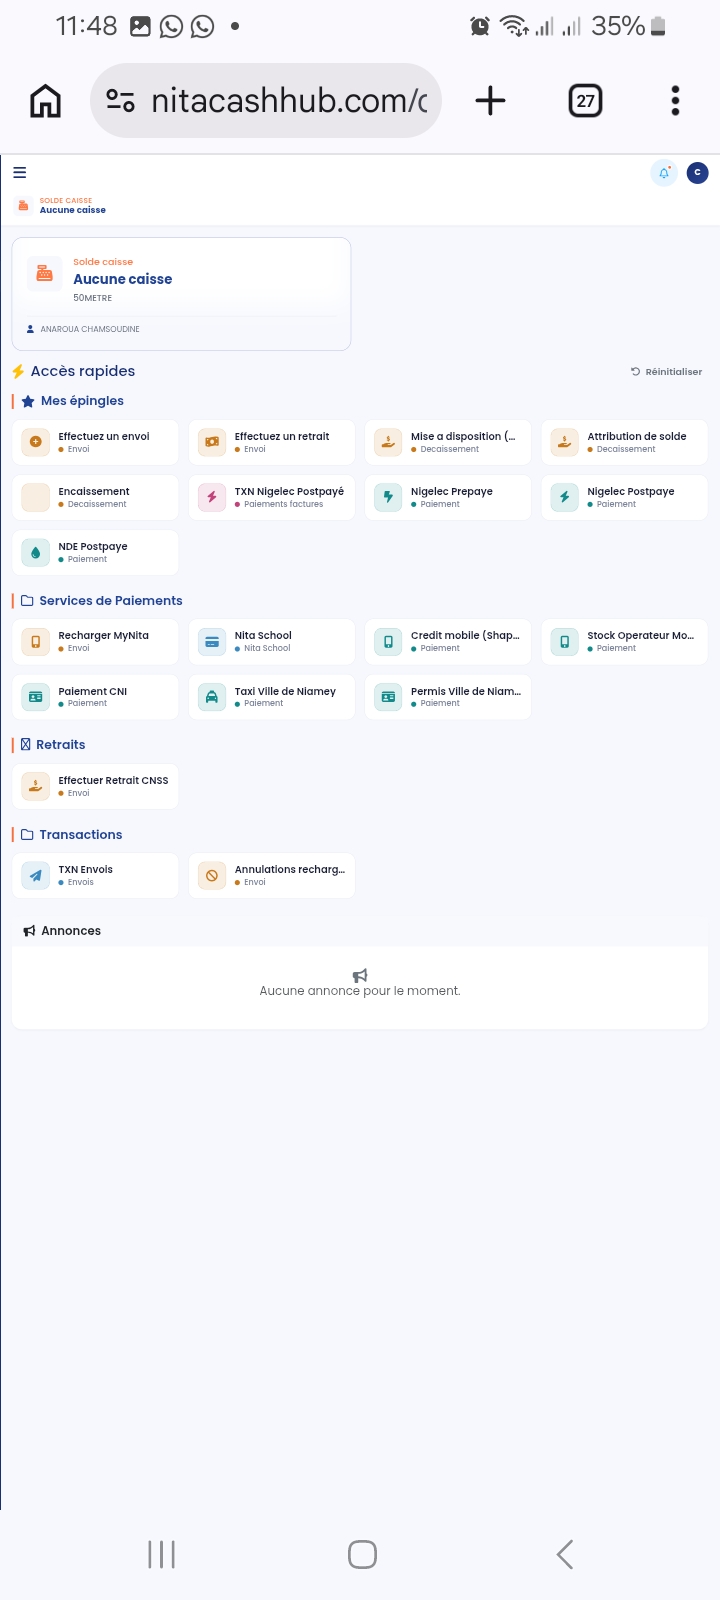 11:48
35%
nitacashhub.com/c
27
C
SOLDE CAISSE
Aucune caisse
Solde caisse
Aucune caisse
50METRE
ANAROUA CHAMSOUDINE
Accès rapides
Réinitialiser
Mes épingles
Effectuez un envoi
Envoi
Effectuez un retrait
Envoi
Mise a disposition (...
Decaissement
Attribution de solde
Decaissement
Encaissement
Decaissement
TXN Nigelec Postpayé
Paiements factures
Nigelec Prepaye
Paiement
Nigelec Postpaye
Paiement
NDE Postpaye
Paiement
Services de Paiements
Recharger MyNita
Envoi
Nita School
Nita School
Credit mobile (Shap...
Paiement
Stock Operateur Mo...
Paiement
Paiement CNI
Paiement
Taxi Ville de Niamey
Paiement
Permis Ville de Niam...
Paiement
Retraits
Effectuer Retrait CNSS
Envoi
Transactions
TXN Envois
Envois
Annulations recharg...
Envoi
Annonces
Aucune annonce pour le moment.